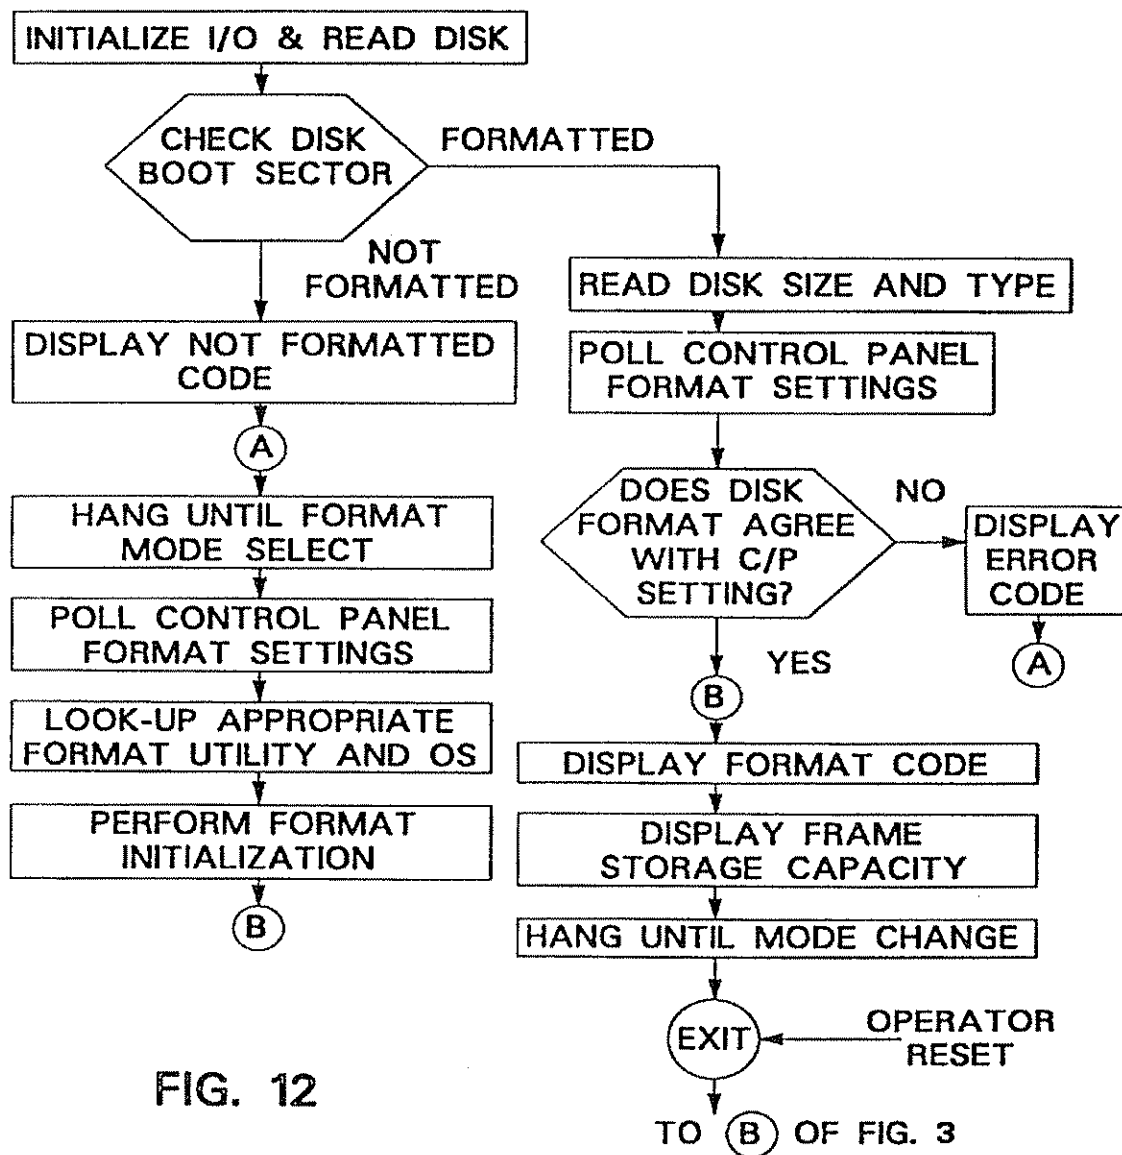 INITIALIZE I/O & READ DISK
CHECK DISK
BOOT SECTOR
FORMATTED
NOT
FORMATTED
DISPLAY NOT FORMATTED
CODE
A
HANG UNTIL FORMAT
MODE SELECT
POLL CONTROL PANEL
FORMAT SETTINGS
LOOK-UP APPROPRIATE
FORMAT UTILITY AND OS
PERFORM FORMAT
INITIALIZATION
B
READ DISK SIZE AND TYPE
POLL CONTROL PANEL
FORMAT SETTINGS
DOES DISK
FORMAT AGREE
WITH C/P
SETTING?
NO
DISPLAY
ERROR
CODE
A
YES
B
DISPLAY FORMAT CODE
DISPLAY FRAME
STORAGE CAPACITY
HANG UNTIL MODE CHANGE
EXIT
OPERATOR
RESET
TO B OF FIG. 3
FIG. 12